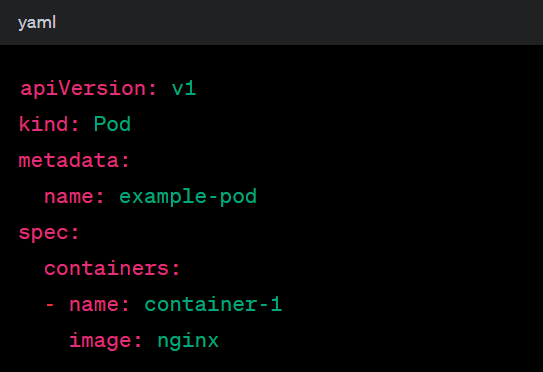 yaml
apiVersion: v1
kind: Pod
metadata:
  name: example-pod
spec:
  containers:
  - name: container-1
    image: nginx